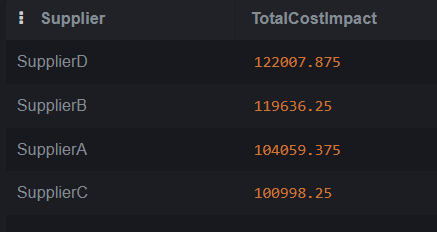 Supplier TotalCostImpact
SupplierD 122007.875
SupplierB 119636.25
SupplierA 104059.375
SupplierC 100998.25